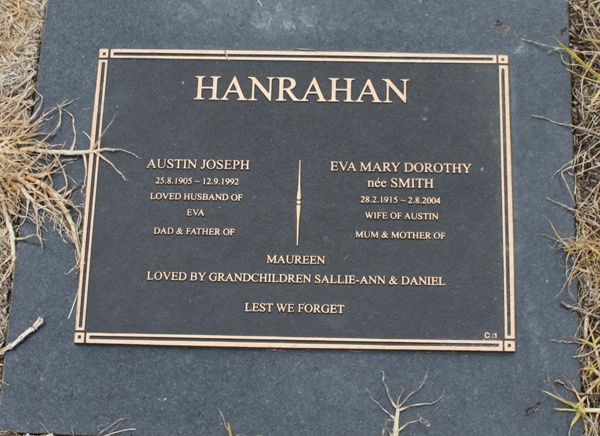 HANRAHAN
AUSTIN JOSEPH
25.8.1905 ~ 12.9.1992
LOVED HUSBAND OF
EVA
DAD & FATHER OF
EVA MARY DOROTHY
née SMITH
28.2.1915 ~ 2.8.2004
WIFE OF AUSTIN
MUM & MOTHER OF
MAUREEN
LOVED BY GRANDCHILDREN SALLIE-ANN & DANIEL
LEST WE FORGET